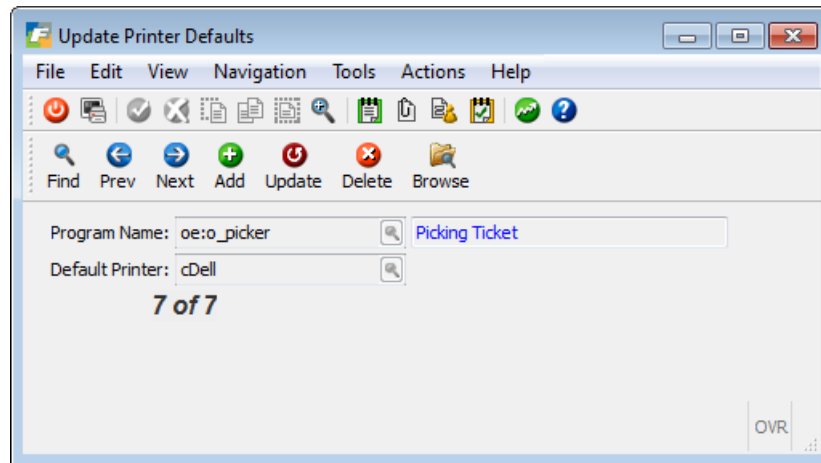 Update Printer Defaults
File Edit View Navigation Tools Actions Help
Find Prev Next Add Update Delete Browse
Program Name: oe:o_picker Picking Ticket
Default Printer: cDell
7 of 7
OVR